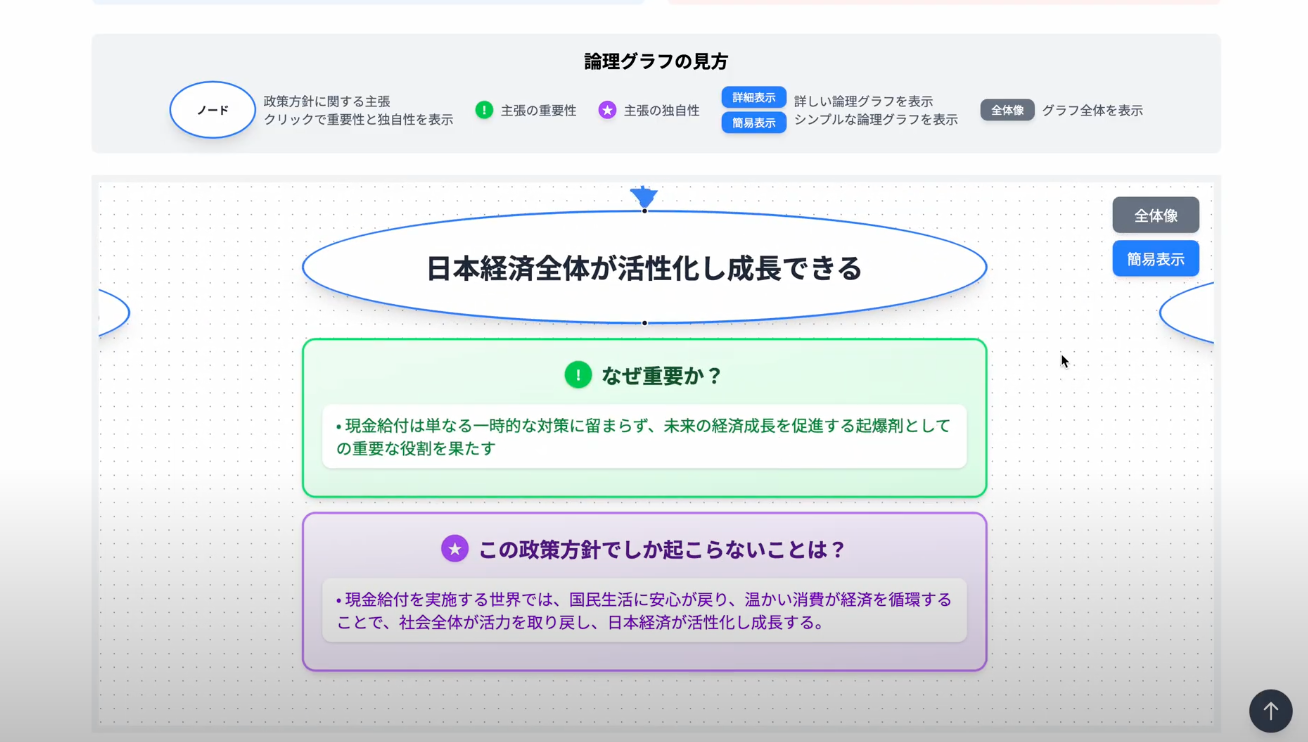 論理グラフの見方
ノード
政策方針に関する主張
クリックで重要性と独自性を表示
! 主張の重要性
★ 主張の独自性
詳細表示
詳しい論理グラフを表示
簡易表示
シンプルな論理グラフを表示
全体像
グラフ全体を表示
全体像
簡易表示
日本経済全体が活性化し成長できる
! なぜ重要か？
• 現金給付は単なる一時的な対策に留まらず、未来の経済成長を促進する起爆剤として
の重要な役割を果たす
★ この政策方針でしか起こらないことは？
• 現金給付を実施する世界では、国民生活に安心が戻り、温かい消費が経済を循環する
ことで、社会全体が活力を取り戻し、日本経済が活性化し成長する。